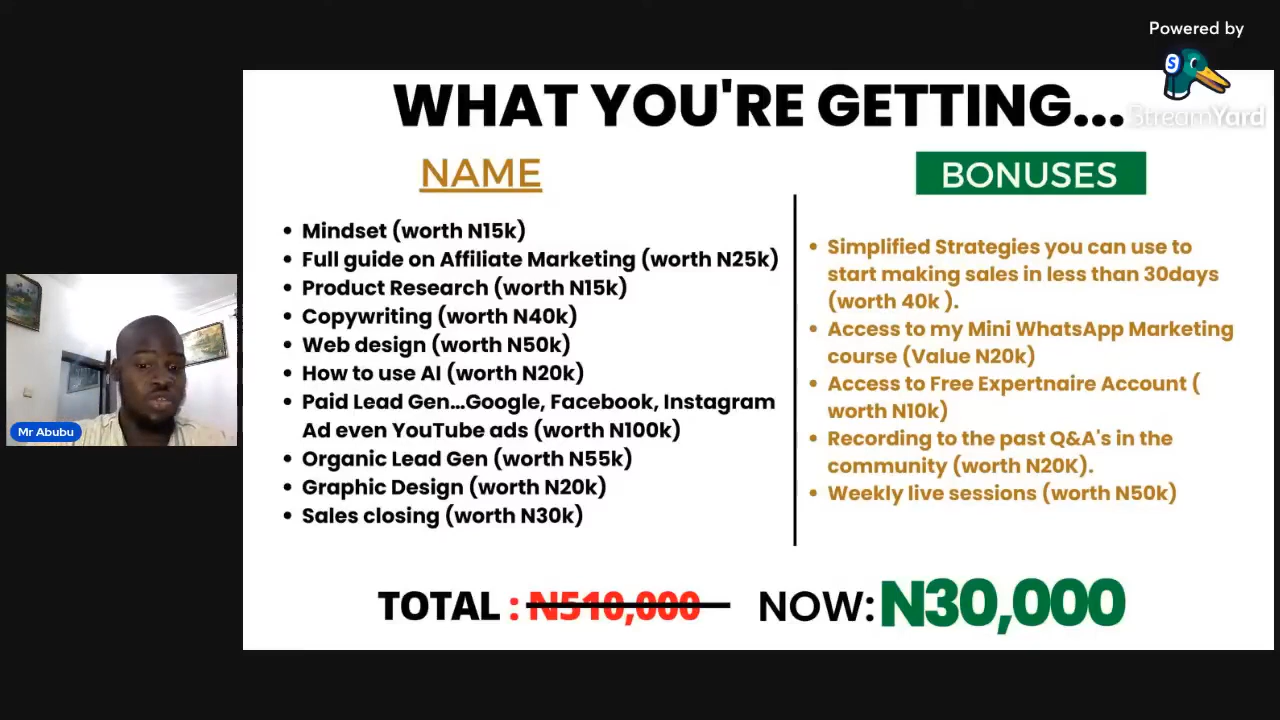 Powered by
S
StreamYard
WHAT YOU'RE GETTING...
NAME
Mindset (worth N15k)
Full guide on Affiliate Marketing (worth N25k)
Product Research (worth N15k)
Copywriting (worth N40k)
Web design (worth N50k)
How to use AI (worth N20k)
Paid Lead Gen...Google, Facebook, Instagram
Ad even YouTube ads (worth N100k)
Organic Lead Gen (worth N55k)
Graphic Design (worth N20k)
Sales closing (worth N30k)
BONUSES
Simplified Strategies you can use to
start making sales in less than 30days
(worth 40k ).
Access to my Mini WhatsApp Marketing
course (Value N20k)
Access to Free Expertnaire Account (
worth N10k)
Recording to the past Q&A's in the
community (worth N20K).
Weekly live sessions (worth N50k)
TOTAL : N510,000 NOW: N30,000
Mr Abubu